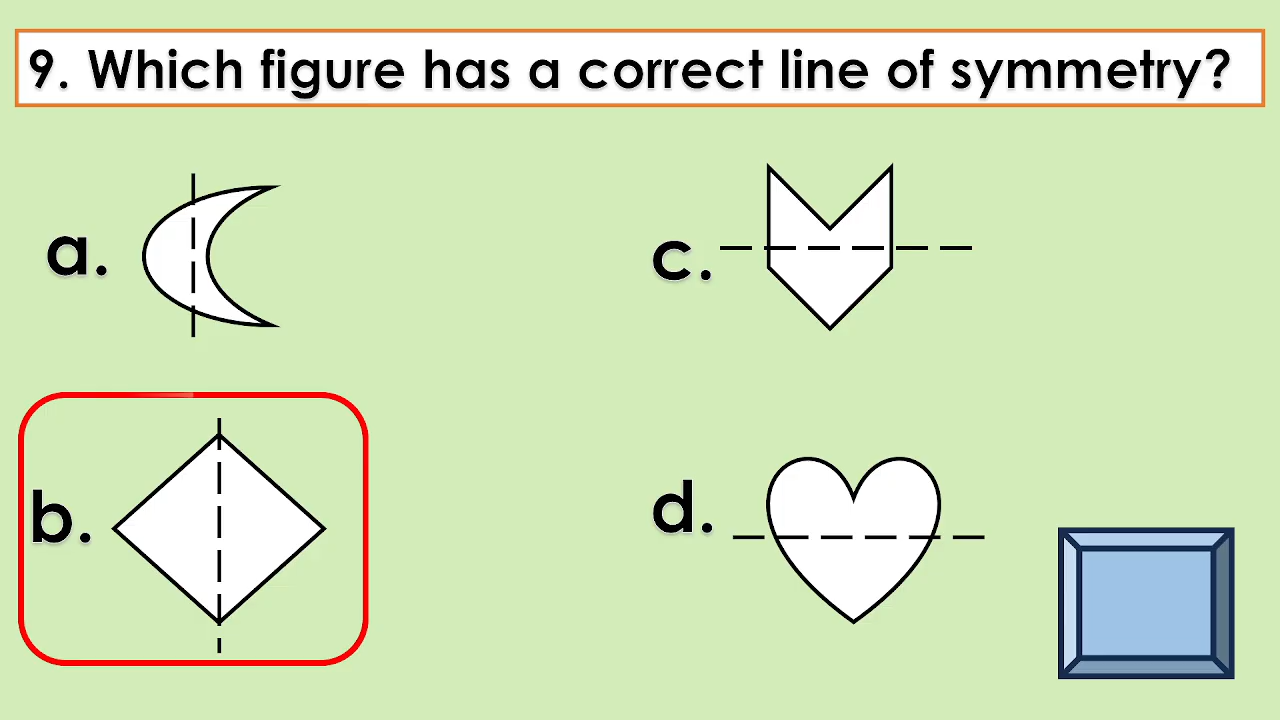 9. Which figure has a correct line of symmetry?
a.
c.
b.
d.